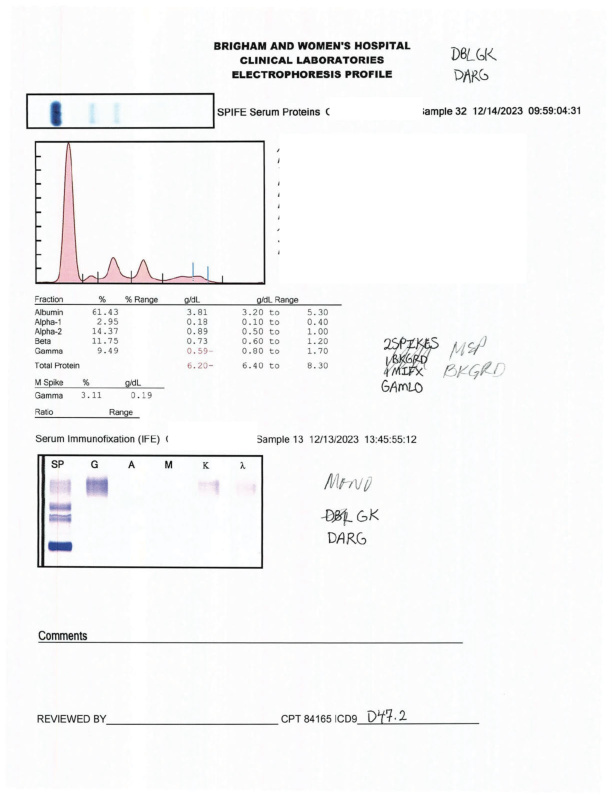 BRIGHAM AND WOMEN'S HOSPITAL
CLINICAL LABORATORIES
ELECTROPHORESIS PROFILE
DBLGK
DARG
SPIFE Serum Proteins (
ample 32 12/14/2023 09:59:04:31
Fraction % % Range g/dL g/dL Range
Albumin 61.43 3.81 3.20 to 5.30
Alpha-1 2.95 0.18 0.10 to 0.40
Alpha-2 14.37 0.89 0.50 to 1.00
Beta 11.75 0.73 0.60 to 1.20
Gamma 9.49 0.59- 0.80 to 1.70
Total Protein 6.20- 6.40 to 8.30
2SPIKES MSP
BKGRD BKGRD
MIFX
GAMLO
M Spike % g/dL
Gamma 3.11 0.19
Ratio Range
Serum Immunofixation (IFE) (
Sample 13 12/13/2023 13:45:55:12
SP G A M K λ
MONO
DBL GK
DARG
Comments
REVIEWED BY CPT 84165 ICD9 D47.2